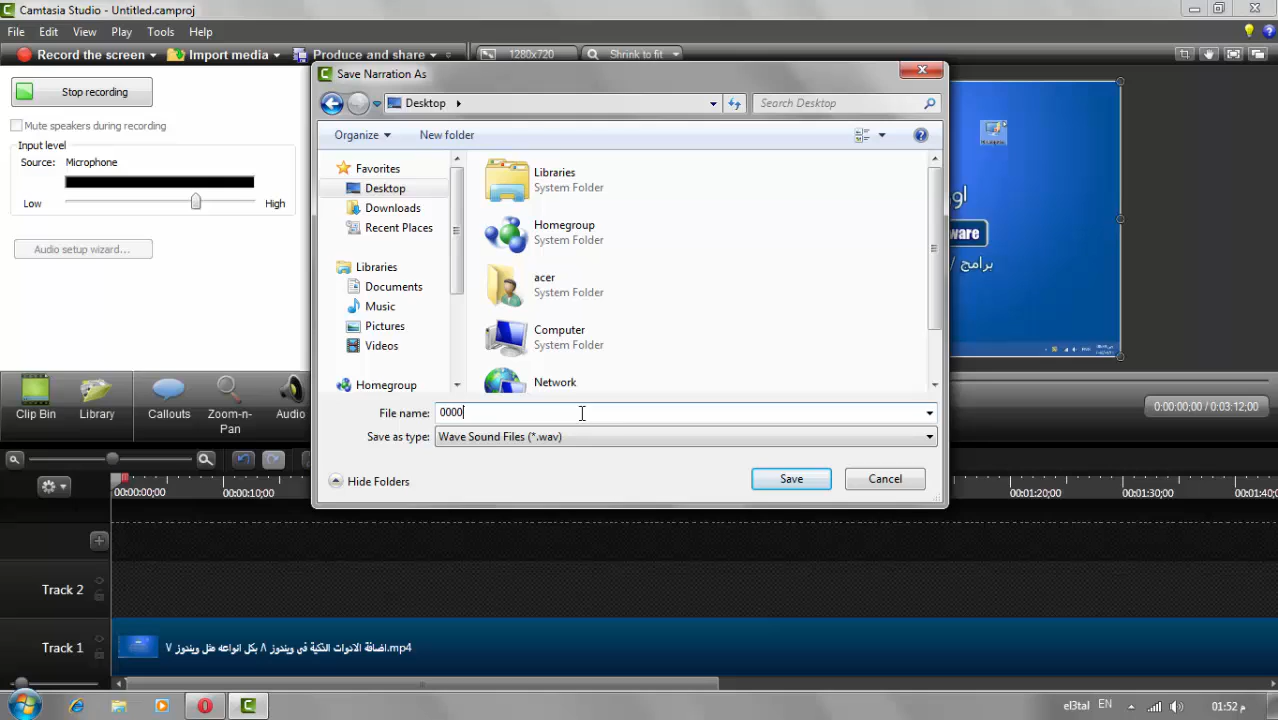 Camtasia Studio - Untitled.camproj
File Edit View Play Tools Help
Record the screen Import media Produce and share 1280x720 Shrink to fit
Stop recording
Mute speakers during recording
Input level
Source: Microphone
Low High
Audio setup wizard...
Save Narration As
Desktop
Search Desktop
Organize New folder
Favorites
Desktop
Downloads
Recent Places
Libraries
Documents
Music
Pictures
Videos
Homegroup
Libraries
System Folder
Homegroup
System Folder
acer
System Folder
Computer
System Folder
Network
File name: 0000
Save as type: Wave Sound Files (*.wav)
Hide Folders Save Cancel
ware
برامج /
Clip Bin Library Callouts Zoom-n-Pan Audio
0:00:00;00 / 0:03:12;00
00:00:00;00 00:00:10;00 00:01:20;00 00:01:30;00 00:01:40;00
Track 2
Track 1 اضافة الادوات الذكية في ويندوز ٨ بكل انواعه مثل ويندوز ٧.mp4
el3tal EN 01:52 م